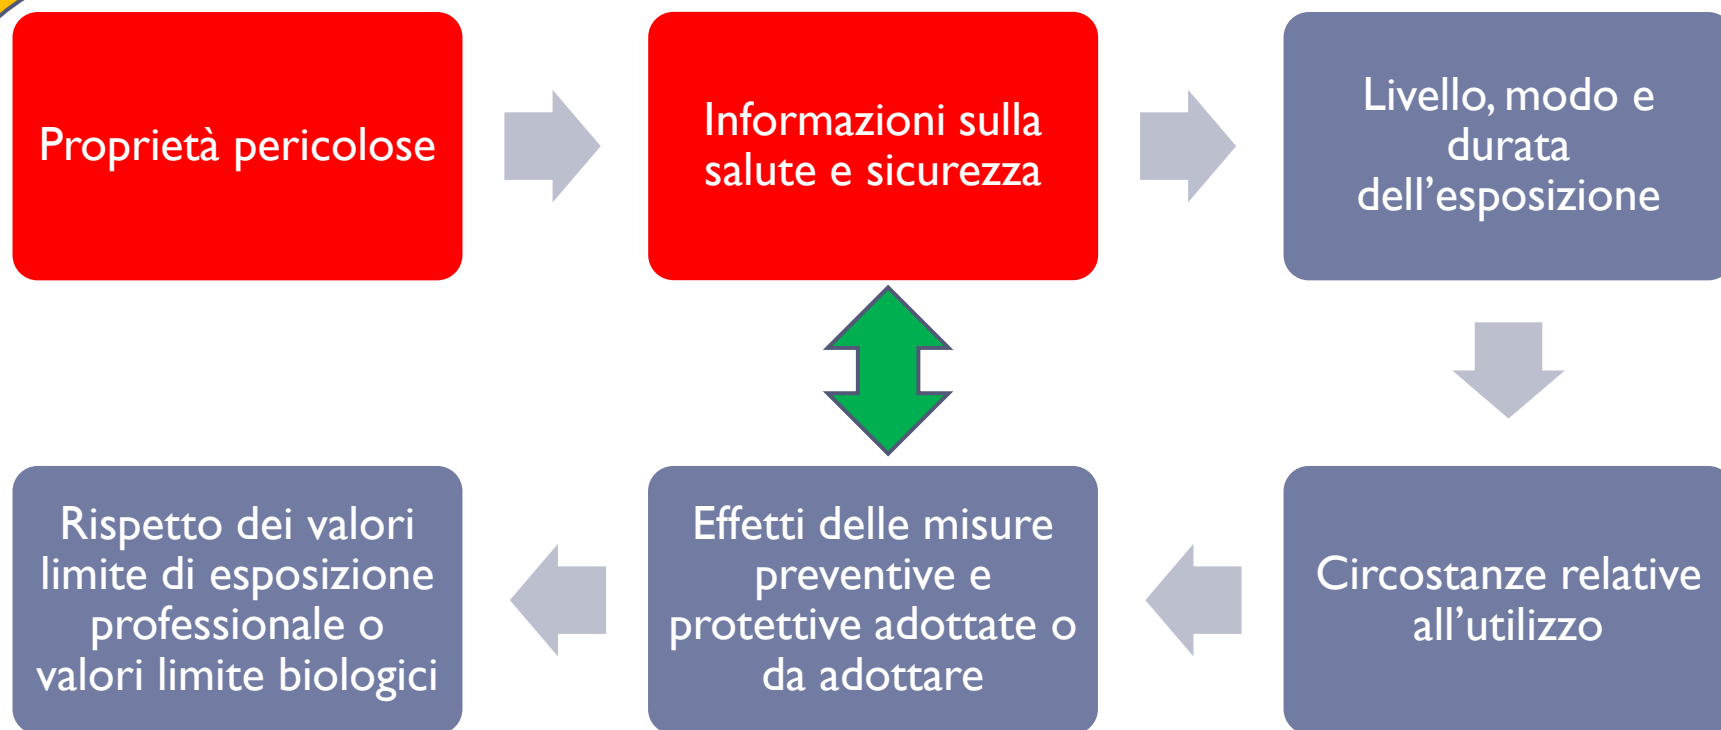 Proprietà pericolose
Informazioni sulla
salute e sicurezza
Livello, modo e
durata
dell’esposizione
Circostanze relative
all’utilizzo
Effetti delle misure
preventive e
protettive adottate o
da adottare
Rispetto dei valori
limite di esposizione
professionale o
valori limite biologici